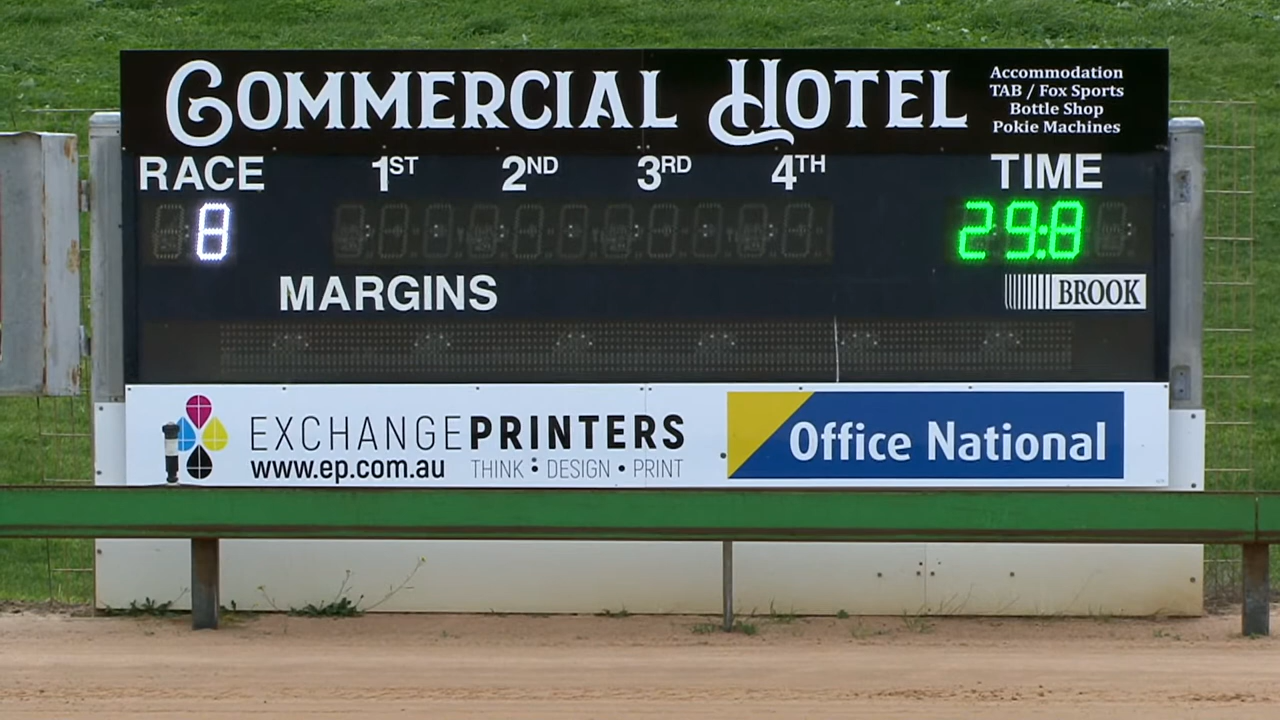 COMMERCIAL HOTEL
Accommodation
TAB / Fox Sports
Bottle Shop
Pokie Machines
RACE 1ST 2ND 3RD 4TH TIME
8 29:8
MARGINS
BROOK
EXCHANGEPRINTERS
www.ep.com.au THINK • DESIGN • PRINT
Office National